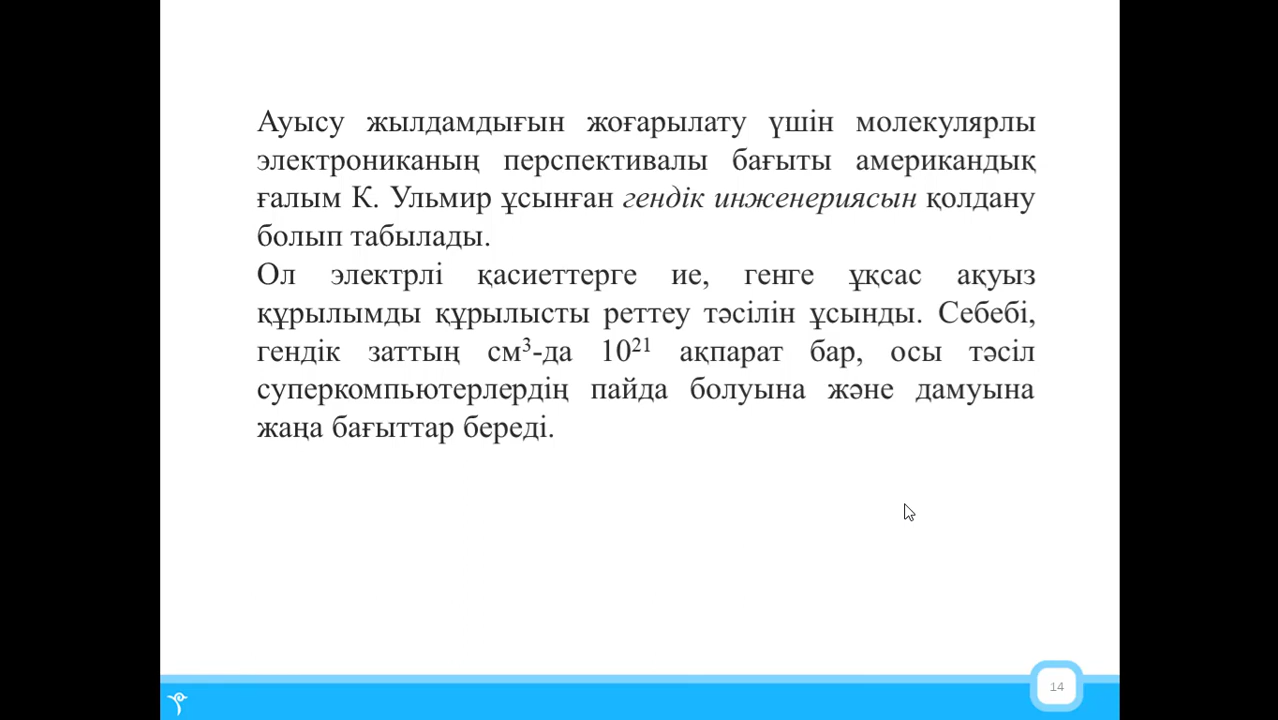 Ауысу жылдамдығын жоғарылату үшін молекулярлы
электрониканың перспективалы бағыты американдық
ғалым К. Ульмир ұсынған гендік инженериясын қолдану
болып табылады.
Ол электрлі қасиеттерге ие, генге ұқсас ақуыз
құрылымды құрылысты реттеу тәсілін ұсынды. Себебі,
гендік заттың см³-да 10²¹ ақпарат бар, осы тәсіл
суперкомпьютерлердің пайда болуына және дамуына
жаңа бағыттар береді.
14